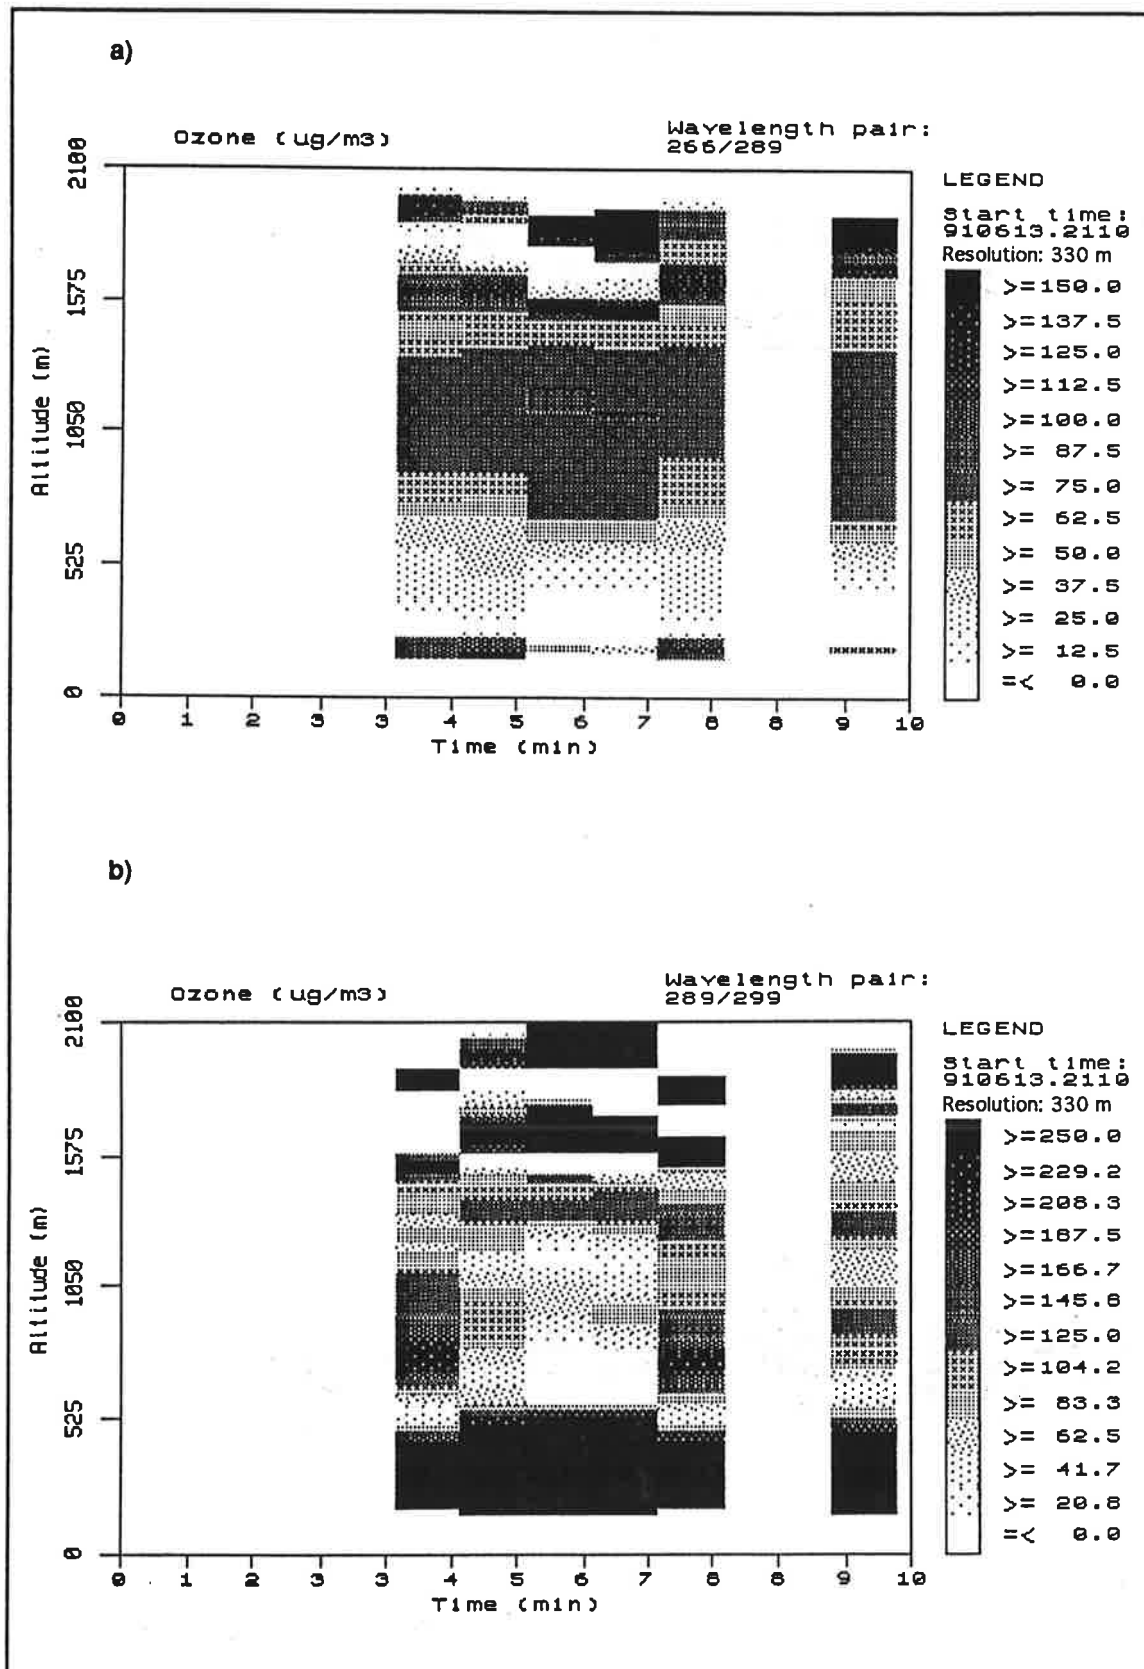 a)
Ozone (ug/m3)
Wavelength pair:
266/289
LEGEND
Start time:
910613.2110
Resolution: 330 m
>=150.0
>=137.5
>=125.0
>=112.5
>=100.0
>= 87.5
>= 75.0
>= 62.5
>= 50.0
>= 37.5
>= 25.0
>= 12.5
=< 0.0
Altitude (m)
2100
1575
1050
525
0
0 1 2 3 3 4 5 6 7 8 9 10
Time (min)
b)
Ozone (ug/m3)
Wavelength pair:
289/299
LEGEND
Start time:
910613.2110
Resolution: 330 m
>=250.0
>=229.2
>=208.3
>=187.5
>=166.7
>=145.8
>=125.0
>=104.2
>= 83.3
>= 62.5
>= 41.7
>= 20.8
=< 0.0
Altitude (m)
2100
1575
1050
525
0
0 1 2 3 3 4 5 6 7 8 9 10
Time (min)